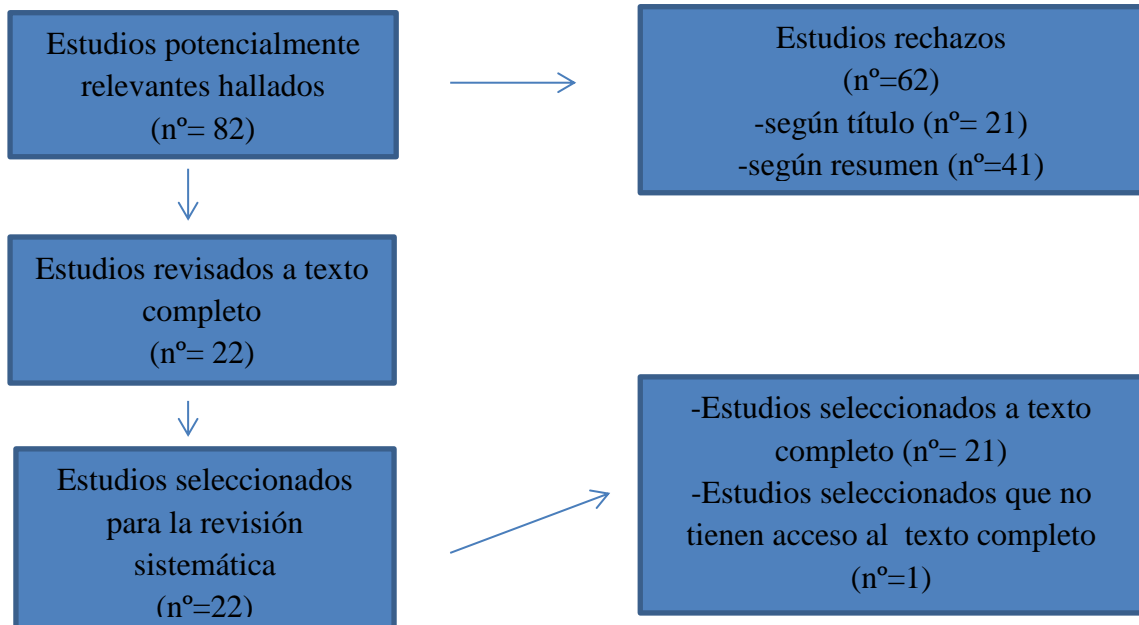 Estudios potencialmente
relevantes hallados
(nº= 82)
Estudios rechazos
(nº=62)
-según título (nº= 21)
-según resumen (nº=41)
Estudios revisados a texto
completo
(nº= 22)
Estudios seleccionados
para la revisión
sistemática
(nº=22)
-Estudios seleccionados a texto
completo (nº= 21)
-Estudios seleccionados que no
tienen acceso al  texto completo
(nº=1)